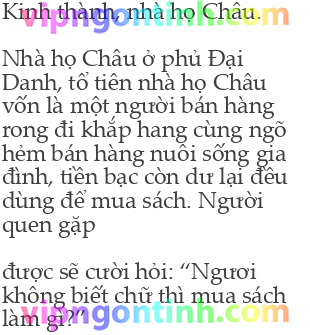 Kinh thành, nhà họ Châu.
vipngontinh.com
Nhà họ Châu ở phủ Đại
Danh, tổ tiên nhà họ Châu
vốn là một người bán hàng
rong đi khắp hang cùng ngõ
hẻm bán hàng nuôi sống gia
đình, tiền bạc còn dư lại đều
dùng để mua sách. Người
quen gặp
được sẽ cười hỏi: “Ngươi
không biết chữ thì mua sách
vipngontinh.com
làm gì?”